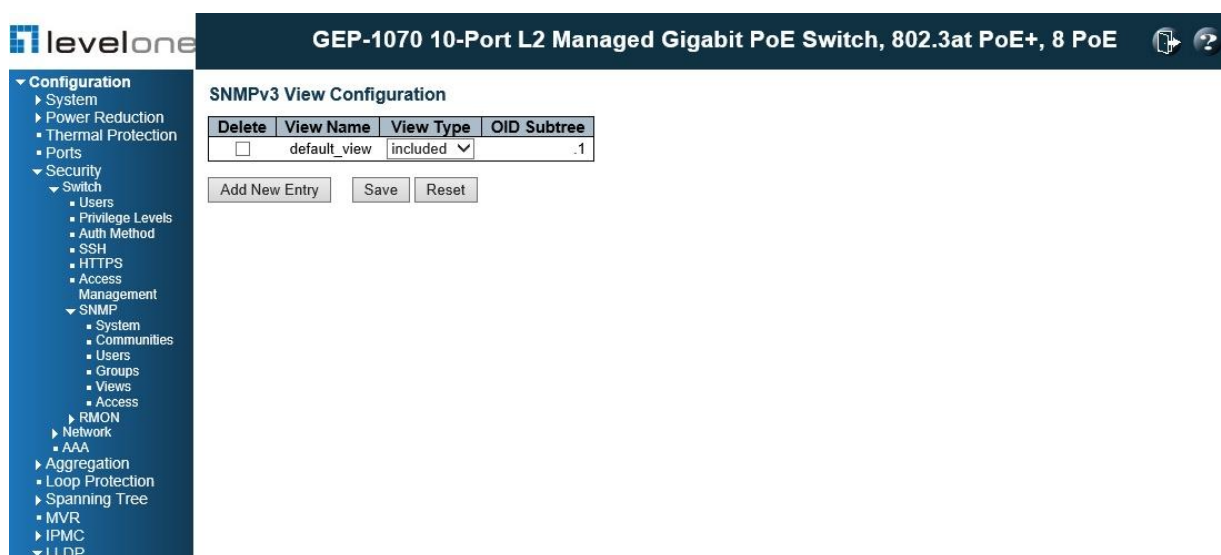 levelone
GEP-1070 10-Port L2 Managed Gigabit PoE Switch, 802.3at PoE+, 8 PoE
?
Configuration
System
Power Reduction
Thermal Protection
Ports
Security
Switch
Users
Privilege Levels
Auth Method
SSH
HTTPS
Access
Management
SNMP
System
Communities
Users
Groups
Views
Access
RMON
Network
AAA
Aggregation
Loop Protection
Spanning Tree
MVR
IPMC
LLDP
SNMPv3 View Configuration
Delete View Name View Type OID Subtree
default_view included .1
Add New Entry Save Reset